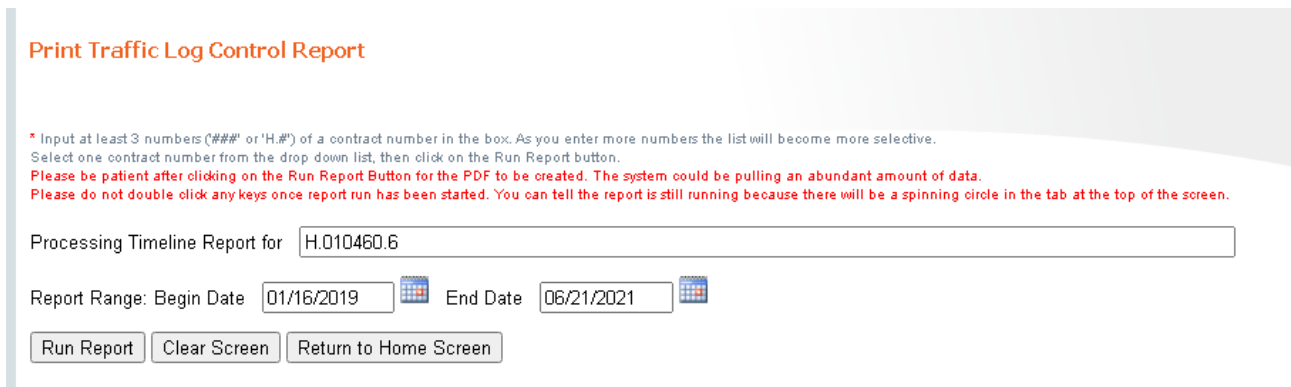 Print Traffic Log Control Report
* Input at least 3 numbers ('###' or 'H.#') of a contract number in the box. As you enter more numbers the list will become more selective.
Select one contract number from the drop down list, then click on the Run Report button.
Please be patient after clicking on the Run Report Button for the PDF to be created. The system could be pulling an abundant amount of data.
Please do not double click any keys once report run has been started. You can tell the report is still running because there will be a spinning circle in the tab at the top of the screen.
Processing Timeline Report for H.010460.6
Report Range: Begin Date 01/16/2019 End Date 06/21/2021
Run Report Clear Screen Return to Home Screen